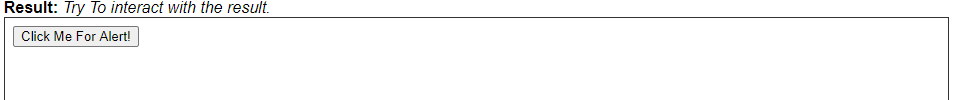 Result: Try To interact with the result.
Click Me For Alert!